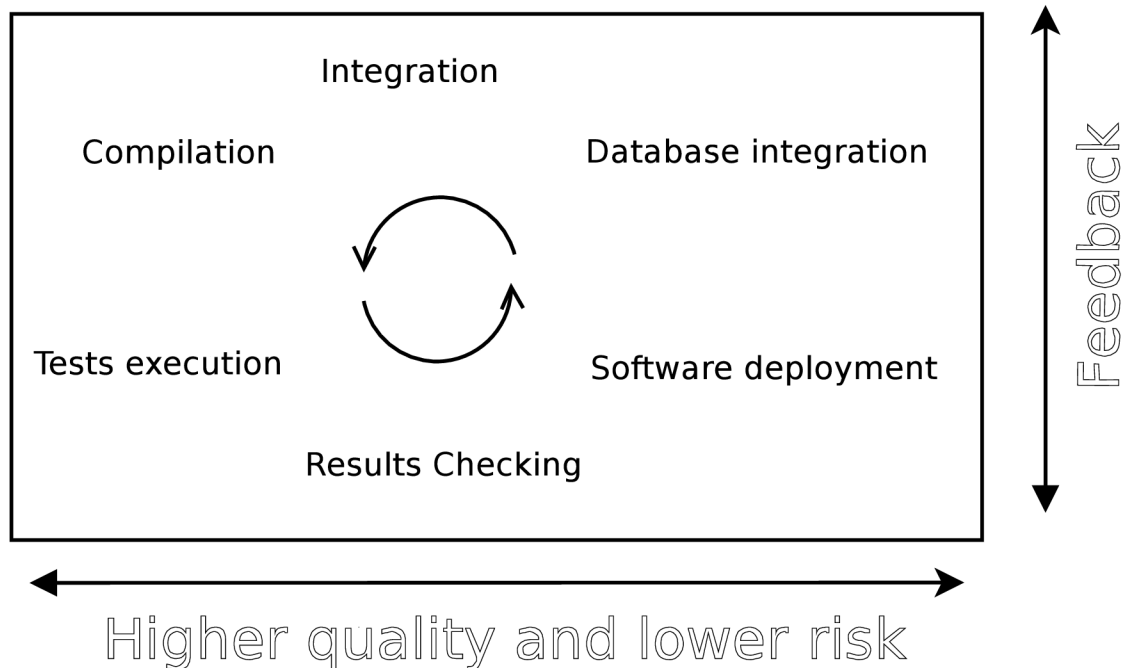 Integration
Compilation
Database integration
Tests execution
Software deployment
Results Checking
Feedback
Higher quality and lower risk